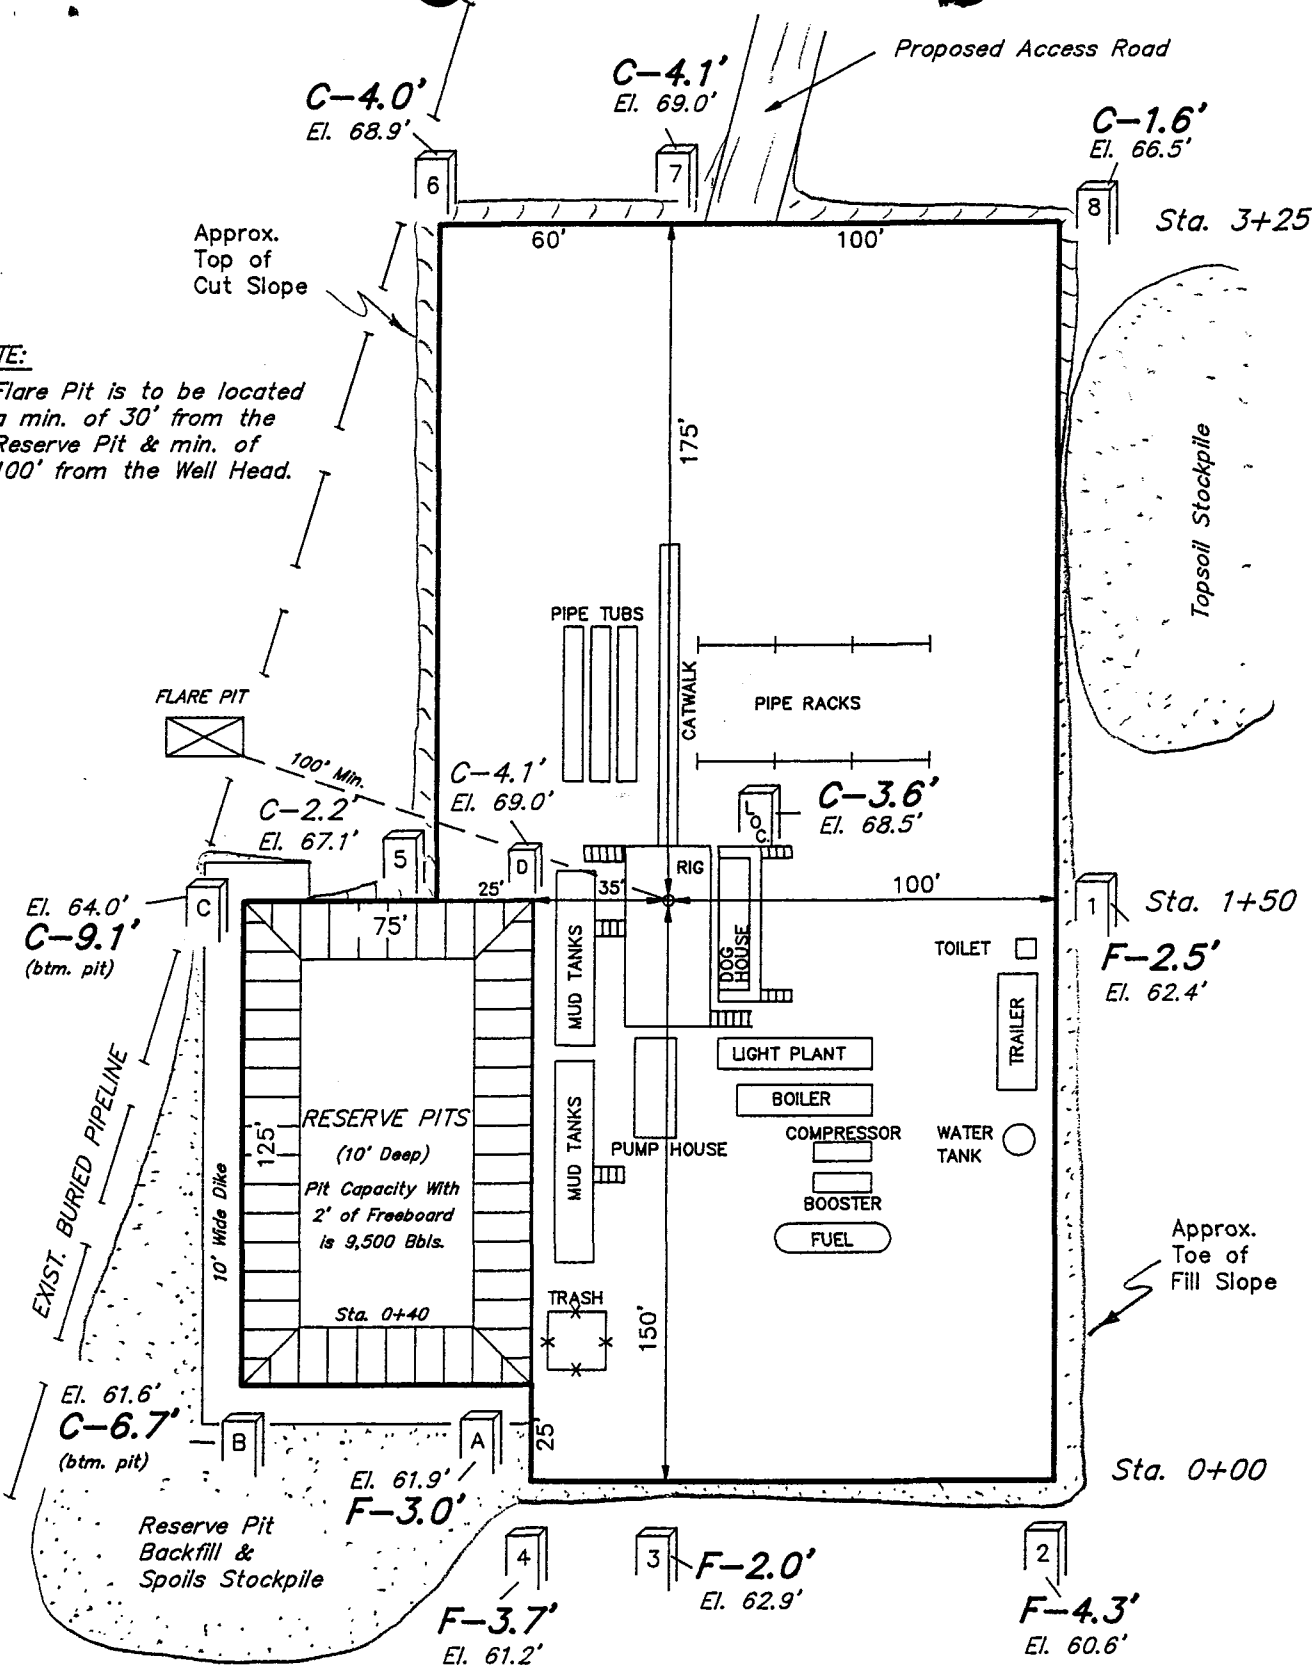 Proposed Access Road
C-4.0'
El. 68.9'
C-4.1'
El. 69.0'
C-1.6'
El. 66.5'
6
7
8
Sta. 3+25
60'
100'
Approx.
Top of
Cut Slope
TE:
Flare Pit is to be located
a min. of 30' from the
Reserve Pit & min. of
100' from the Well Head.
175'
Topsoil Stockpile
PIPE TUBS
CATWALK
PIPE RACKS
FLARE PIT
100' Min.
C-4.1'
El. 69.0'
C-2.2'
El. 67.1'
C-3.6'
El. 68.5'
LOC.
5
D
RIG
25'
35'
100'
C
1
Sta. 1+50
El. 64.0'
C-9.1'
(btm. pit)
75'
F-2.5'
El. 62.4'
MUD TANKS
DOG HOUSE
TOILET
TRAILER
LIGHT PLANT
BOILER
EXIST. BURIED PIPELINE
10' Wide Dike
125'
RESERVE PITS
(10' Deep)
Pit Capacity With
2' of Freeboard
is 9,500 Bbls.
MUD TANKS
PUMP HOUSE
COMPRESSOR
WATER
TANK
BOOSTER
FUEL
Approx.
Toe of
Fill Slope
Sta. 0+40
TRASH
150'
El. 61.6'
C-6.7'
(btm. pit)
B
A
25'
El. 61.9'
F-3.0'
Sta. 0+00
Reserve Pit
Backfill &
Spoils Stockpile
4
3
2
F-3.7'
El. 61.2'
F-2.0'
El. 62.9'
F-4.3'
El. 60.6'